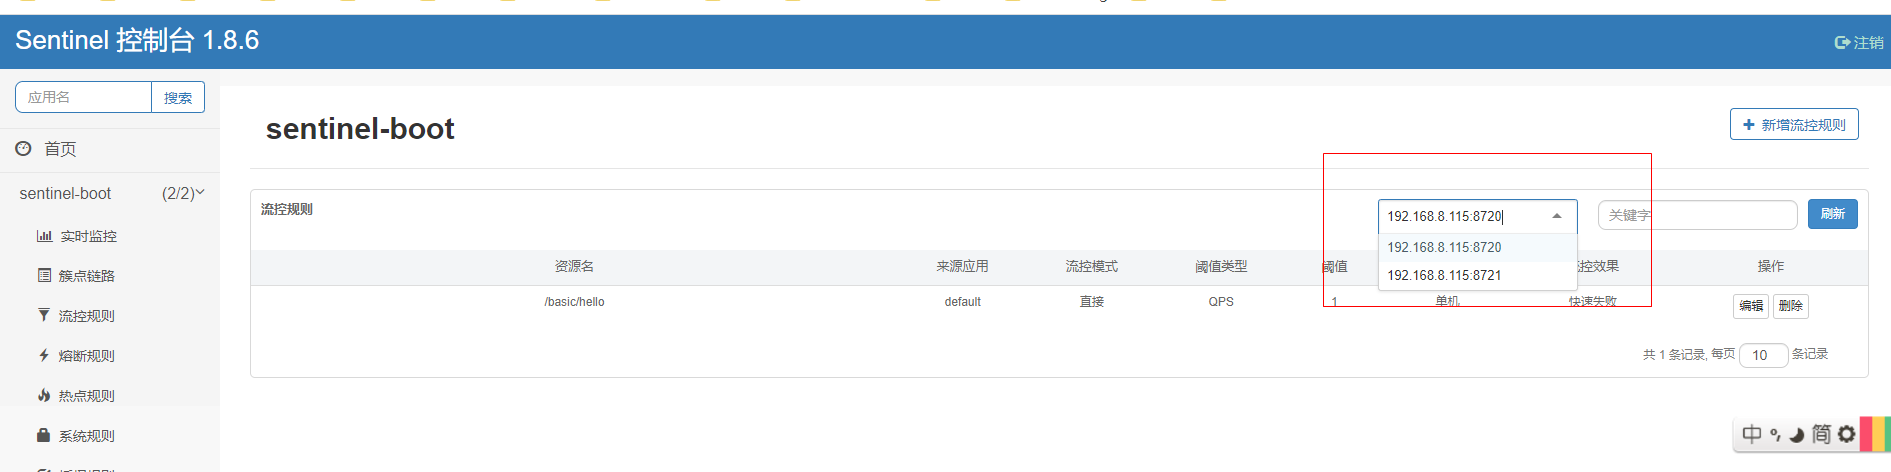 Sentinel 控制台 1.8.6
注销
应用名 搜索
首页
sentinel-boot (2/2)
实时监控
簇点链路
流控规则
熔断规则
热点规则
系统规则
sentinel-boot
新增流控规则
流控规则
192.168.8.115:8720
关键字
刷新
192.168.8.115:8720
192.168.8.115:8721
资源名 来源应用 流控模式 阈值类型 阈值 流控效果 操作
/basic/hello default 直接 QPS 1 单机 快速失败 编辑 删除
共 1 条记录, 每页 10 条记录
中 简